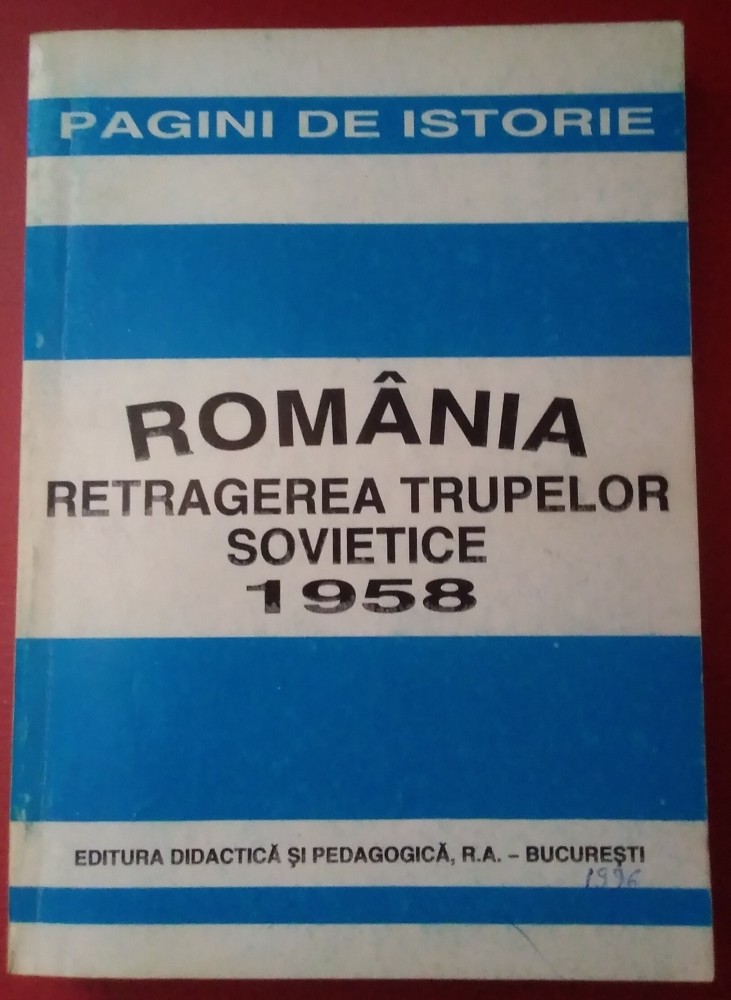 PAGINI DE ISTORIE
ROMÂNIA
RETRAGEREA TRUPELOR
SOVIETICE
1958
EDITURA DIDACTICĂ ŞI PEDAGOGICĂ, R.A. – BUCUREŞTI
1996